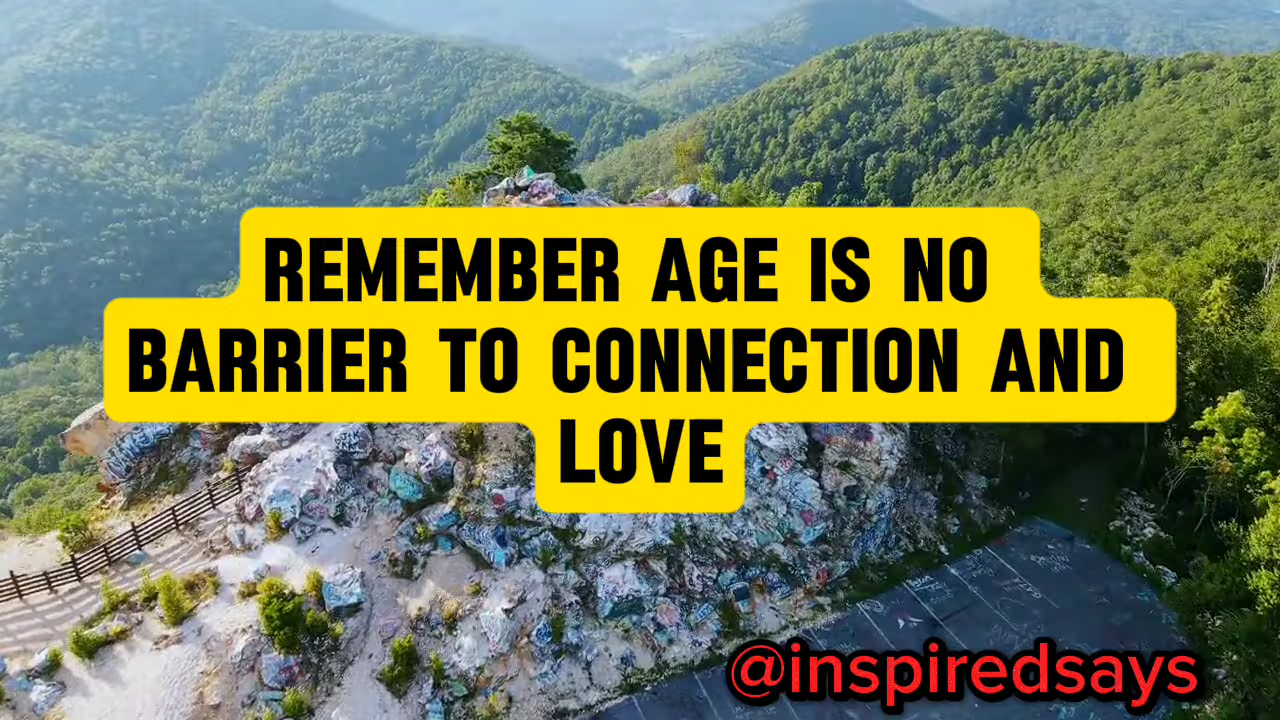 REMEMBER AGE IS NO
BARRIER TO CONNECTION AND
LOVE
@inspiredsays